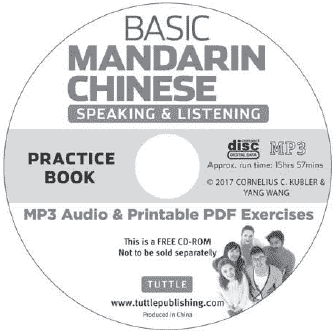 BASIC
MANDARIN
CHINESE
SPEAKING & LISTENING
PRACTICE
BOOK
disc
DIGITAL DATA
MP3
Approx. run time: 15hrs 57mins
© 2017 CORNELIUS C. KUBLER &
YANG WANG
MP3 Audio & Printable PDF Exercises
This is a FREE CD-ROM
Not to be sold separately
TUTTLE
www.tuttlepublishing.com
Produced in China